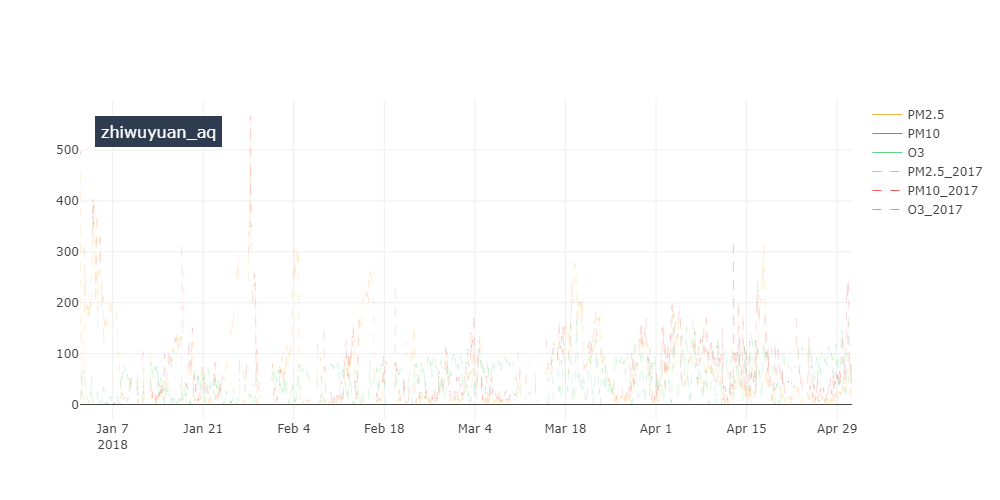 zhiwuyuan_aq
PM2.5
PM10
O3
PM2.5_2017
PM10_2017
O3_2017
500
400
300
200
100
0
Jan 7
2018
Jan 21
Feb 4
Feb 18
Mar 4
Mar 18
Apr 1
Apr 15
Apr 29